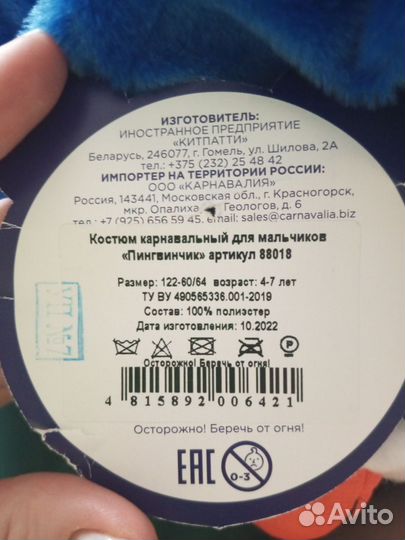 ИЗГОТОВИТЕЛЬ:
ИНОСТРАННОЕ ПРЕДПРИЯТИЕ
«КИТПАТТИ»
Беларусь, 246077, г. Гомель, ул. Шилова, 2А
тел.: +375 (232) 25 48 42
ИМПОРТЕР НА ТЕРРИТОРИИ РОССИИ:
ООО «КАРНАВАЛИЯ»
Россия, 143441, Московская обл., г. Красногорск,
мкр. Опалиха Геологов, д. 6
тел.: +7 (925) 656 59 45. email: sales@carnavalia.biz
Костюм карнавальный для мальчиков
«Пингвинчик» артикул 88018
Размер: 122-60/64 возраст: 4-7 лет
ТУ BY 490565336.001-2019
Состав: 100% полиэстер
Дата изготовления: 10.2022
P
Осторожно! Беречь от огня!
4 815892 006421
Осторожно! Беречь от огня!
EAC
0-3
Avito